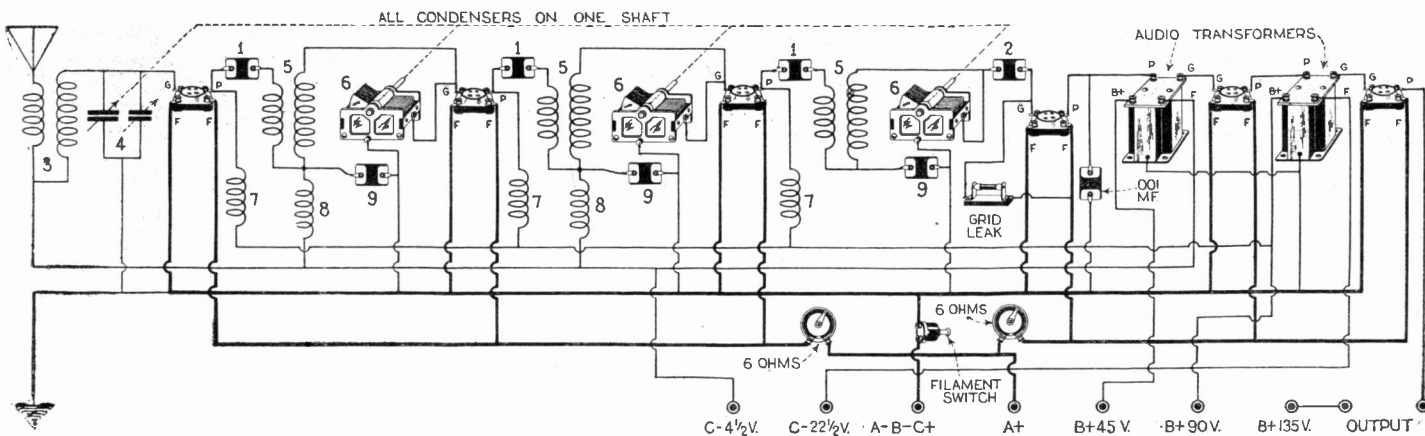 ALL CONDENSERS ON ONE SHAFT
AUDIO TRANSFORMERS
1
5
6
1
5
6
1
5
6
2
P
G
P
G
B+
B+
G
P
G
P
G
P
G
P
G
P
G
P
F F
F F
F F
F F
F
F F
F
F F
3
4
7
8
9
7
8
9
7
9
GRID
LEAK
.001
MF.
6 OHMS
6 OHMS
FILAMENT
SWITCH
C-4½V.
C-22½V.
A-B-C+
A+
B+45 V.
B+90 V.
B+135 V.
OUTPUT